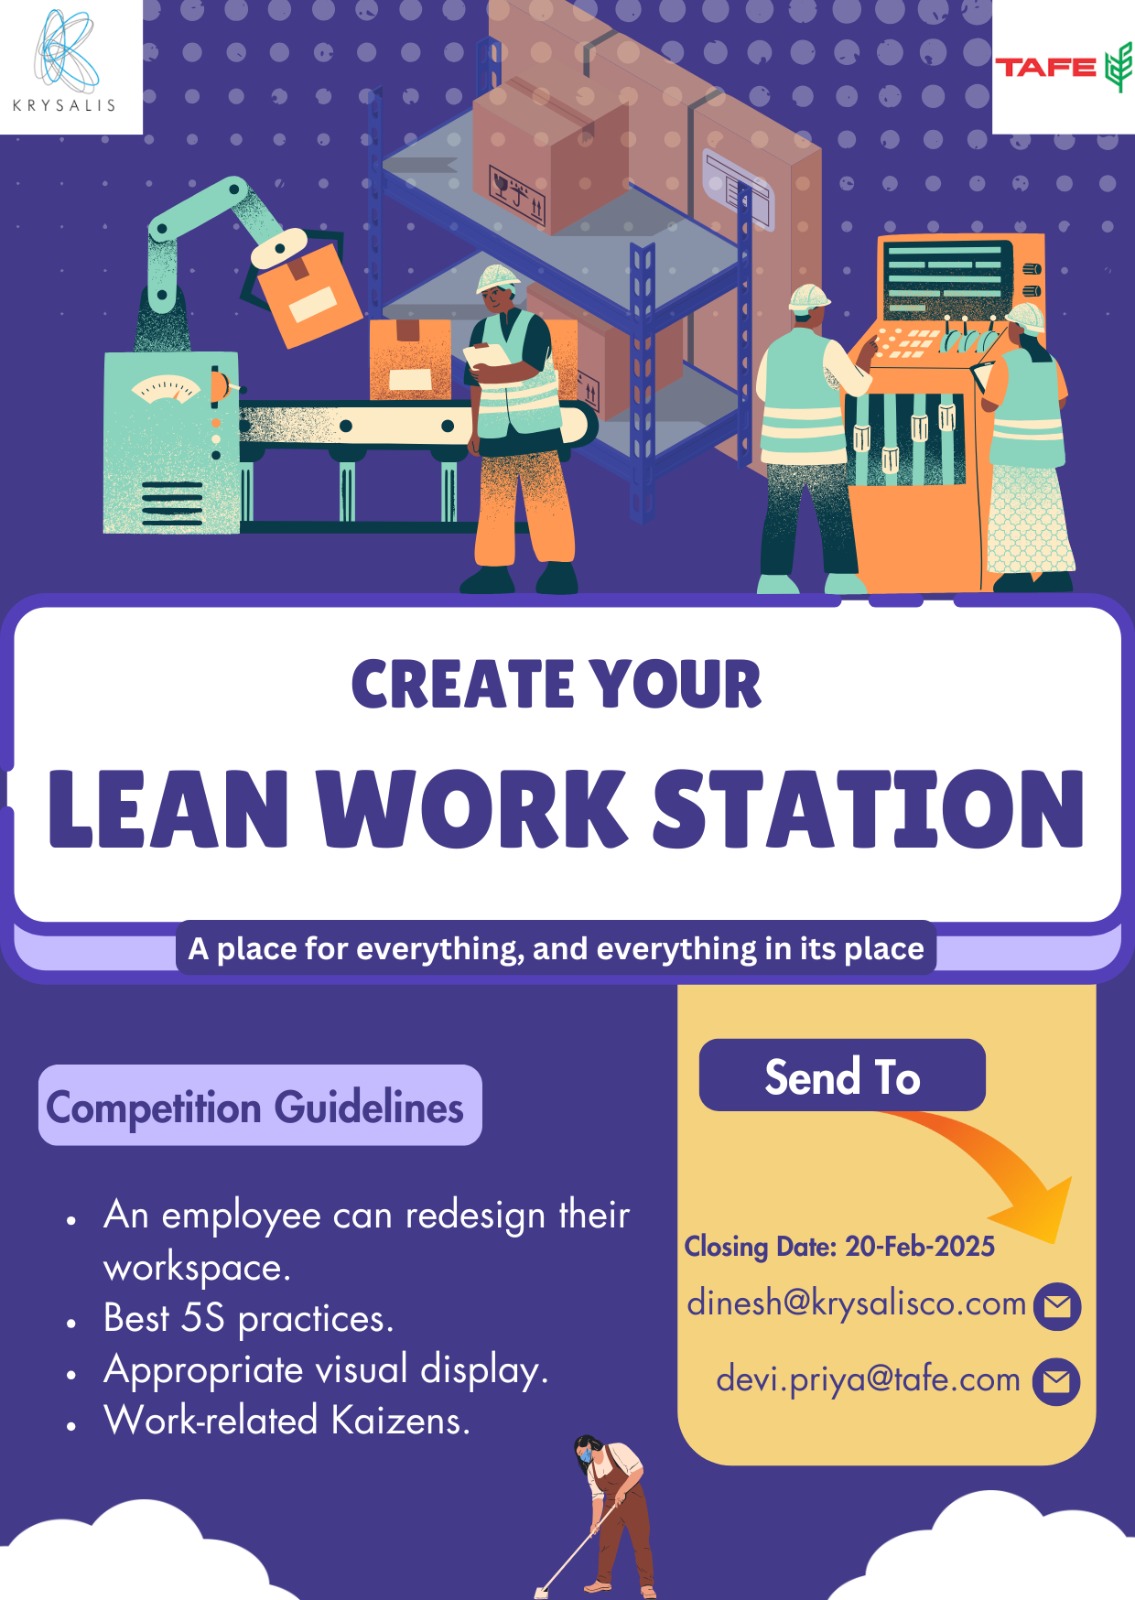 KRYSALIS
TAFE
CREATE YOUR
LEAN WORK STATION
A place for everything, and everything in its place
Competition Guidelines
• An employee can redesign their
workspace.
• Best 5S practices.
• Appropriate visual display.
• Work-related Kaizens.
Send To
Closing Date: 20-Feb-2025
dinesh@krysalisco.com
devi.priya@tafe.com